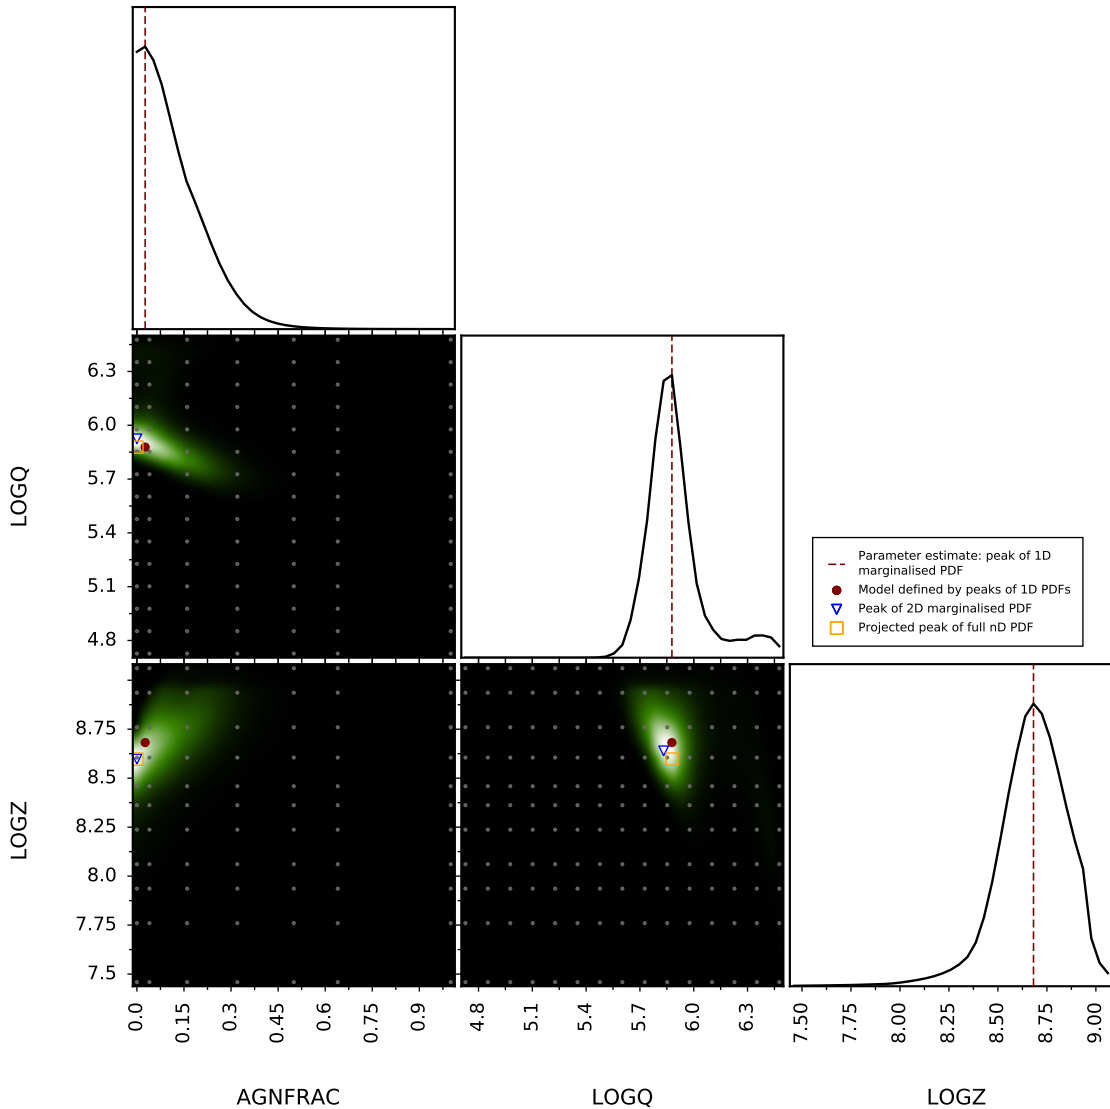 6.3
6.0
5.7
5.4
5.1
4.8
LOGQ
Parameter estimate: peak of 1D
marginalised PDF
Model defined by peaks of 1D PDFs
Peak of 2D marginalised PDF
Projected peak of full nD PDF
8.75
8.5
8.25
8.0
7.75
7.5
LOGZ
0.0 0.15 0.3 0.45 0.6 0.75 0.9
4.8 5.1 5.4 5.7 6.0 6.3
7.50 7.75 8.00 8.25 8.50 8.75 9.00
AGNFRAC LOGQ LOGZ